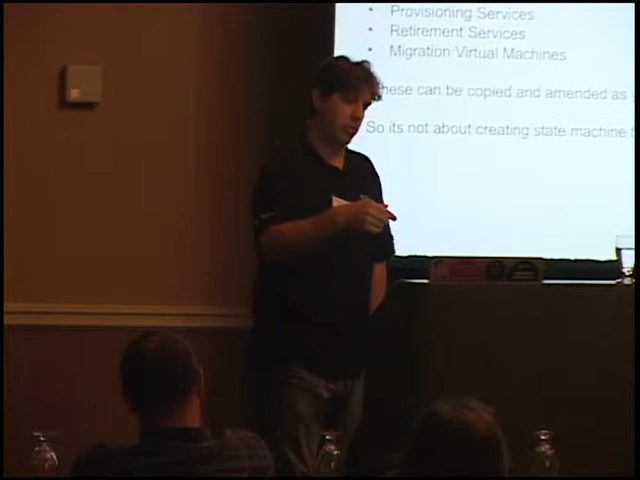 • Provisioning Services
• Retirement Services
• Migration Virtual Machines
hese can be copied and amended as
So its not about creating state machine